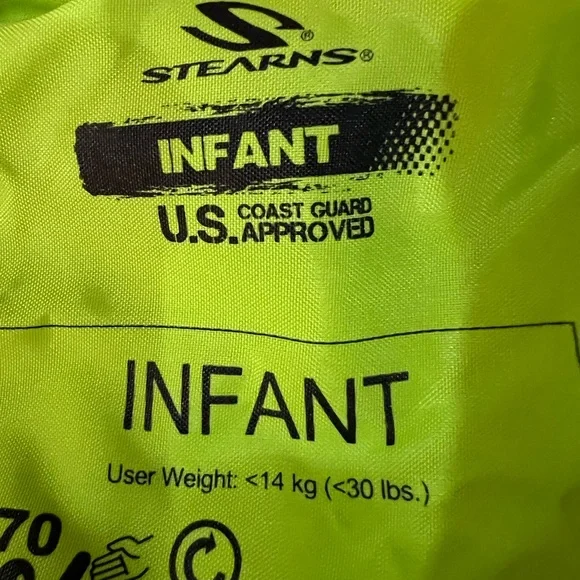 STEARNS®
INFANT
U.S. COAST GUARD
APPROVED
INFANT
User Weight: <14 kg (<30 lbs.)
70